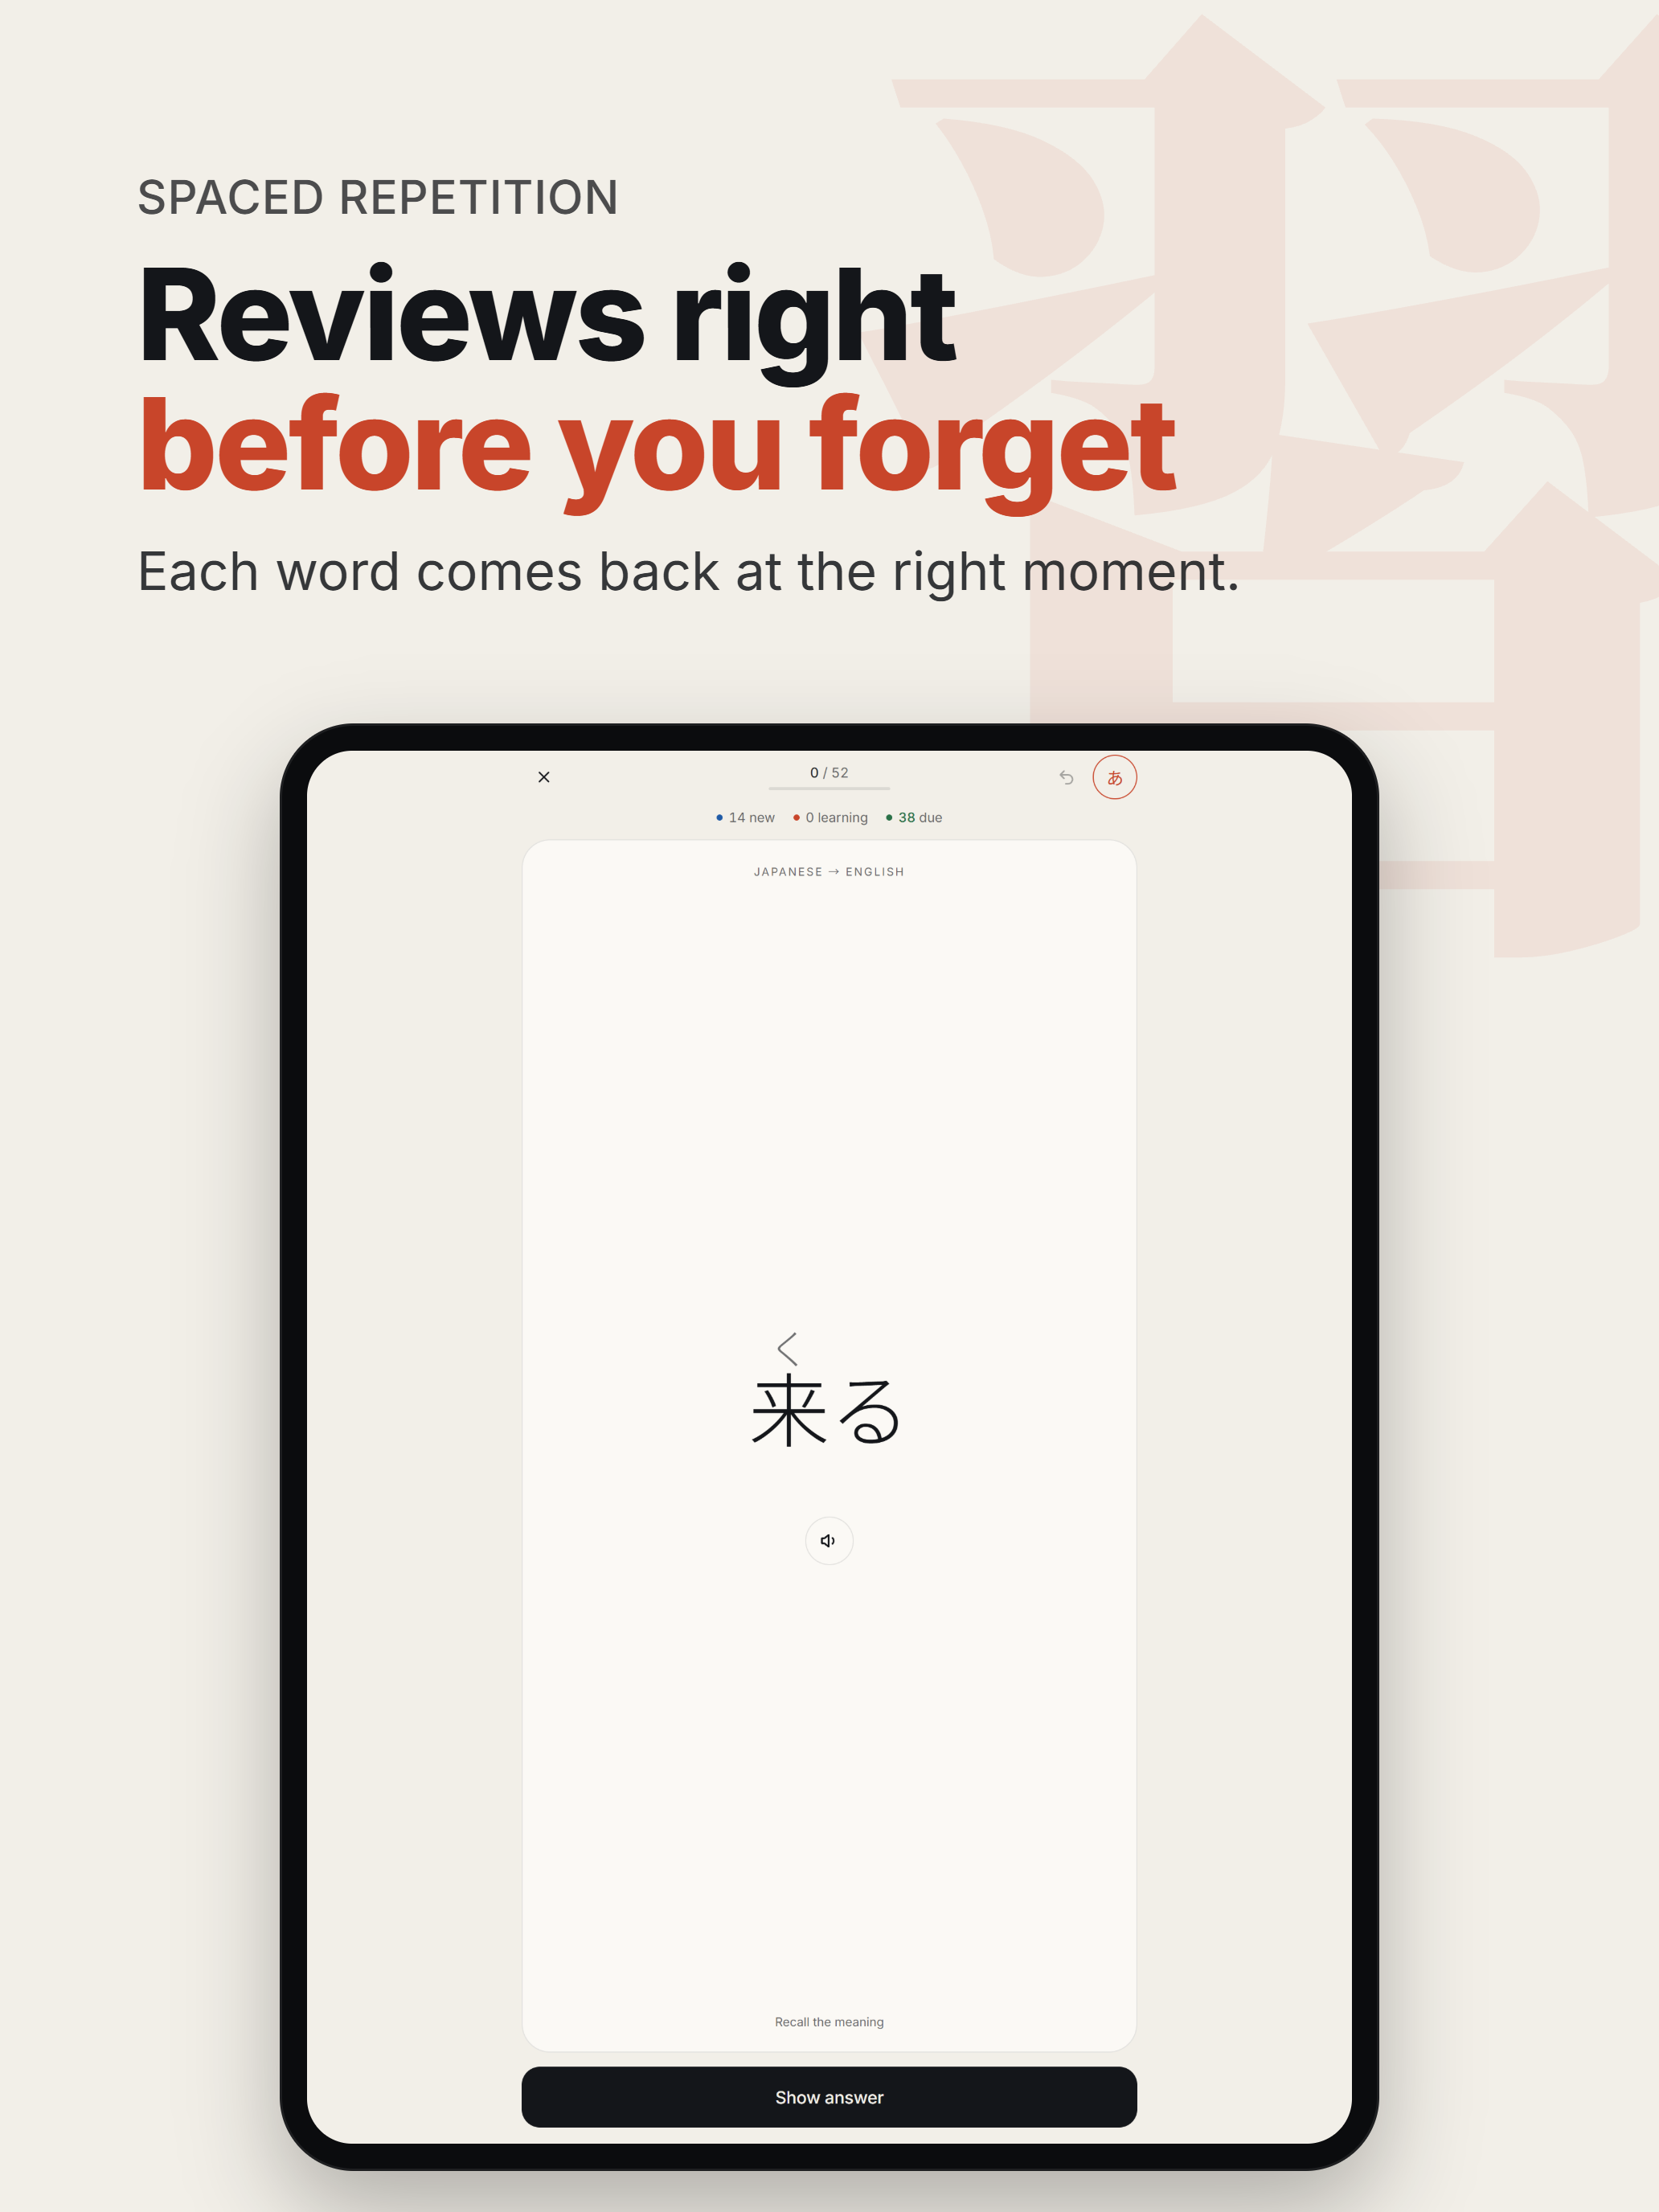 SPACED REPETITION
Reviews right
before you forget
Each word comes back at the right moment.
0 / 52
あ
14 new 0 learning 38 due
JAPANESE → ENGLISH
く
来る
Recall the meaning
Show answer
習